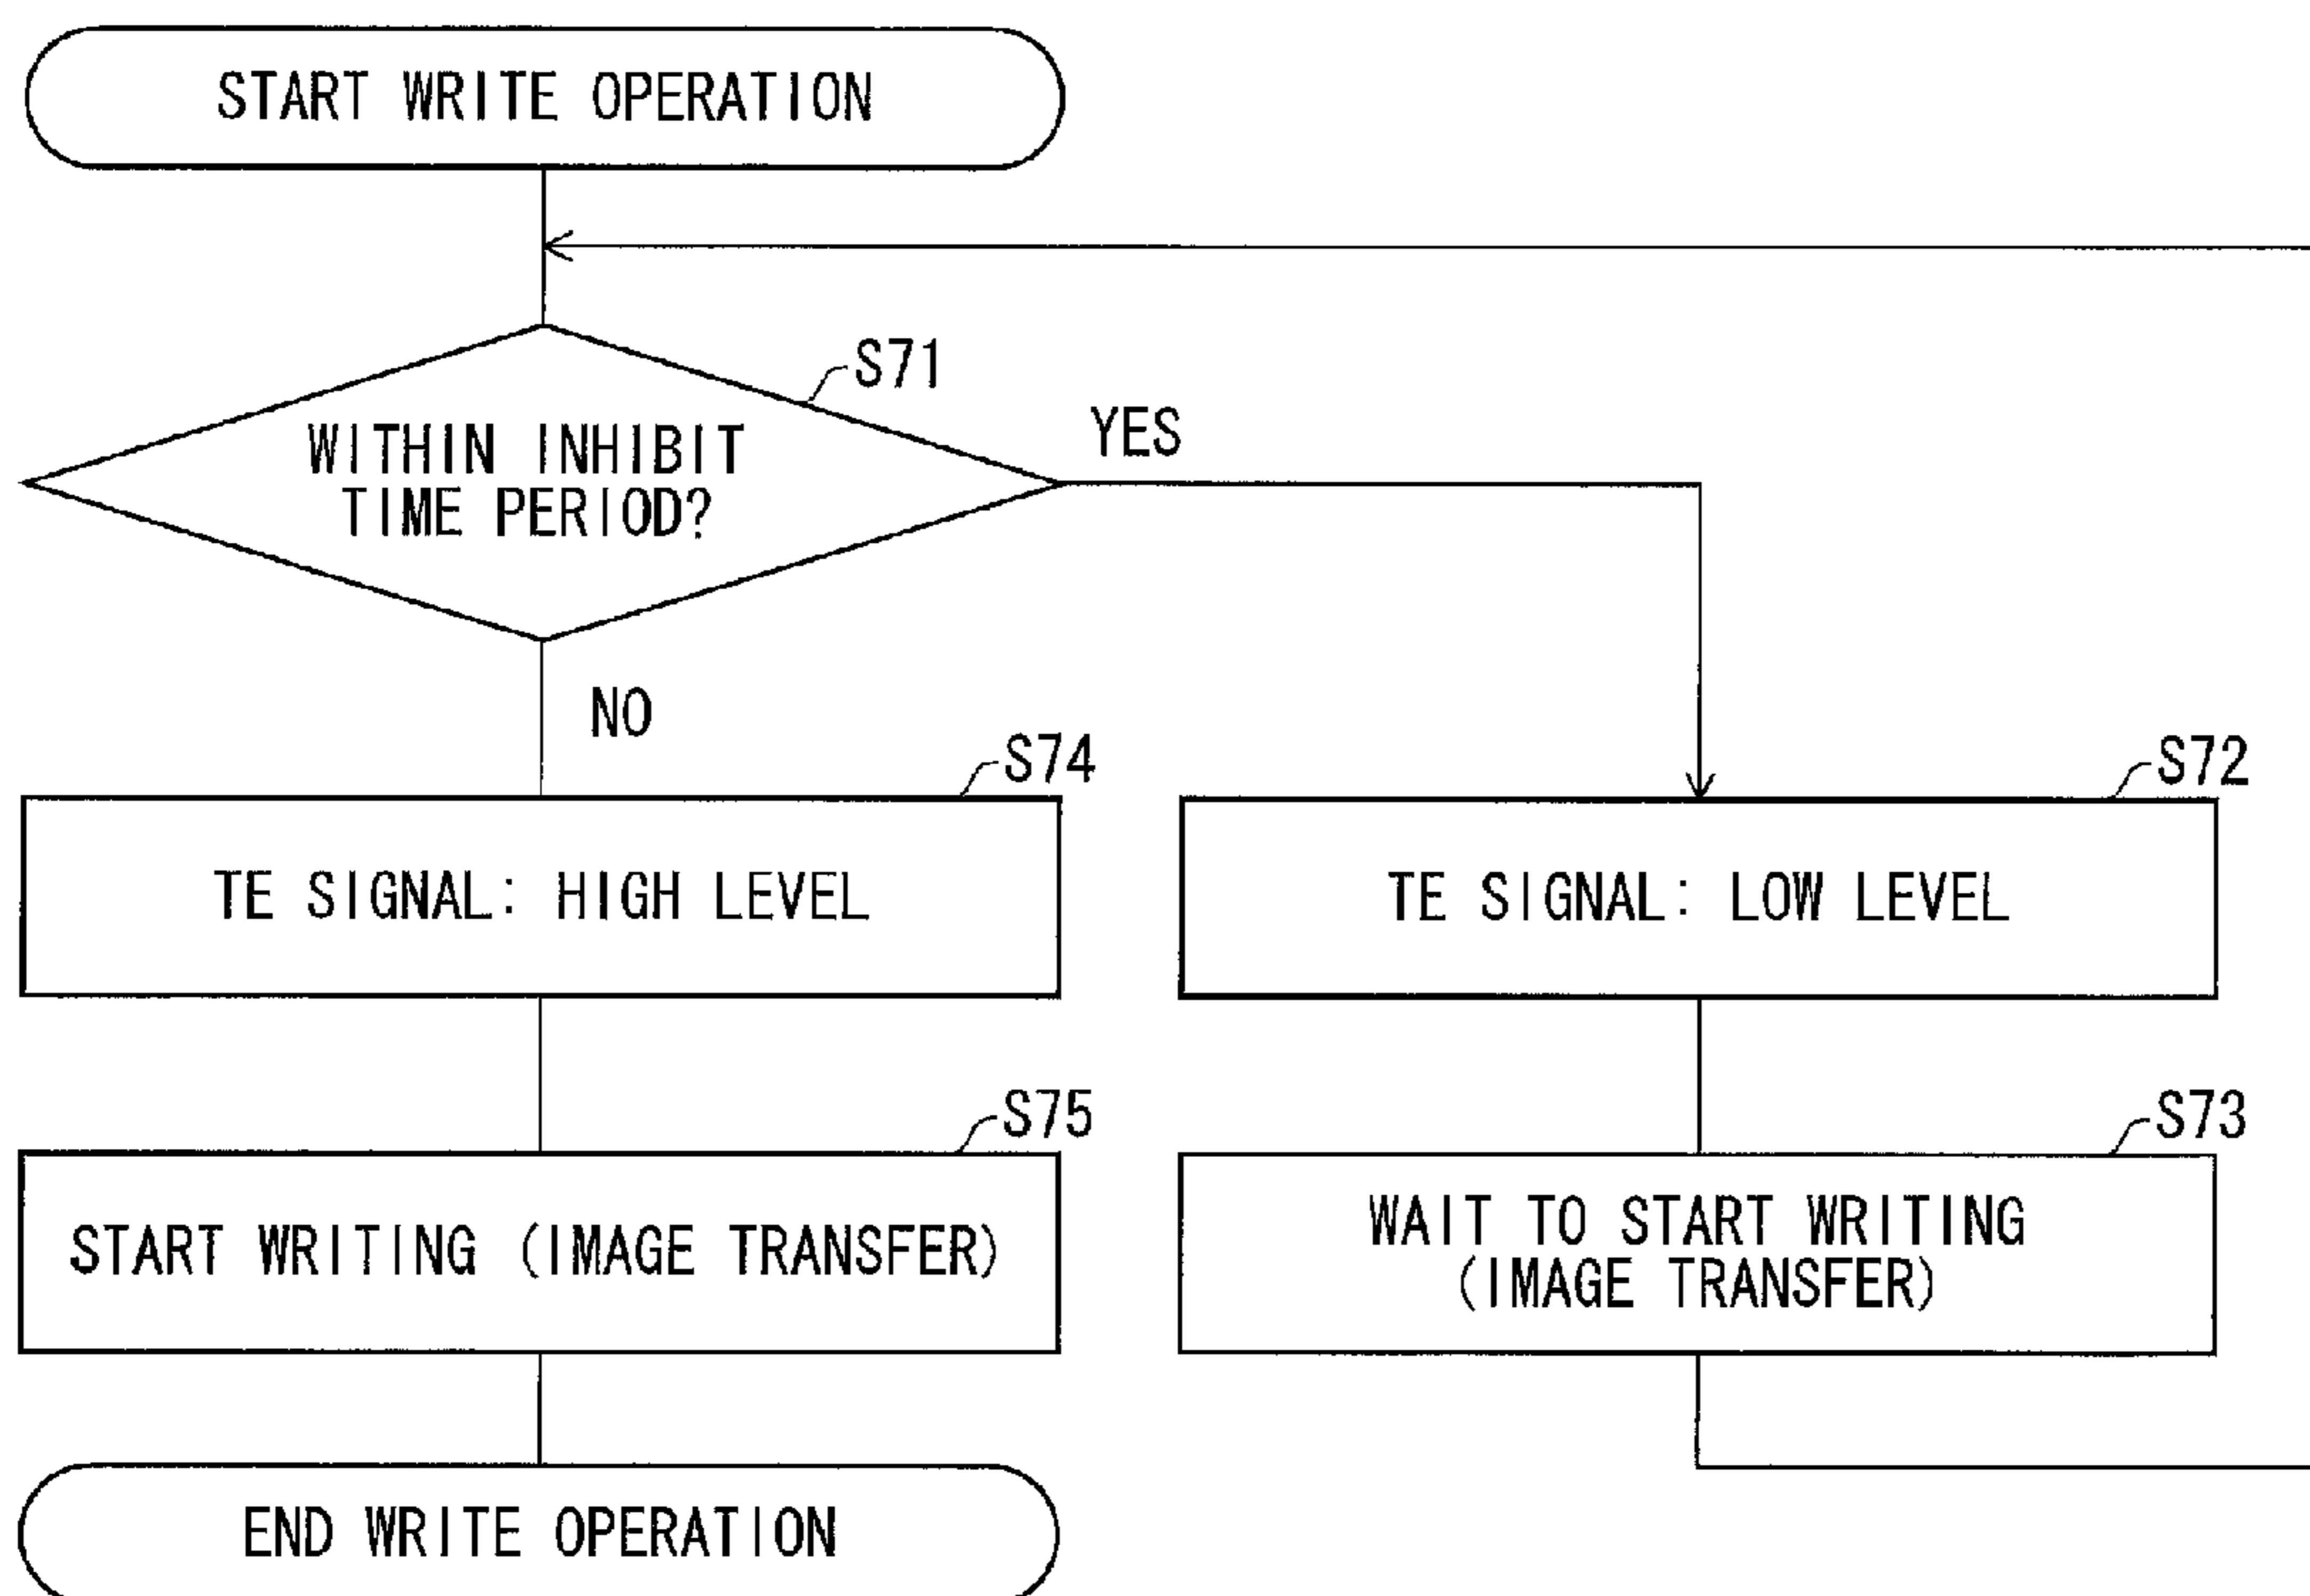 START WRITE OPERATION
S71
WITHIN INHIBIT
TIME PERIOD?
YES
NO
S74
TE SIGNAL: HIGH LEVEL
S72
TE SIGNAL: LOW LEVEL
S75
START WRITING (IMAGE TRANSFER)
S73
WAIT TO START WRITING
(IMAGE TRANSFER)
END WRITE OPERATION